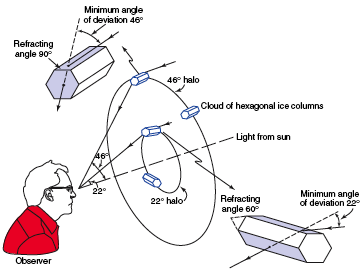 Minimum angle
of deviation 46°
Refracting
angle 90°
46° halo
Cloud of hexagonal ice columns
Light from sun
46°
22°
22° halo
Refracting
angle 60°
Minimum angle
of deviation 22°
Observer